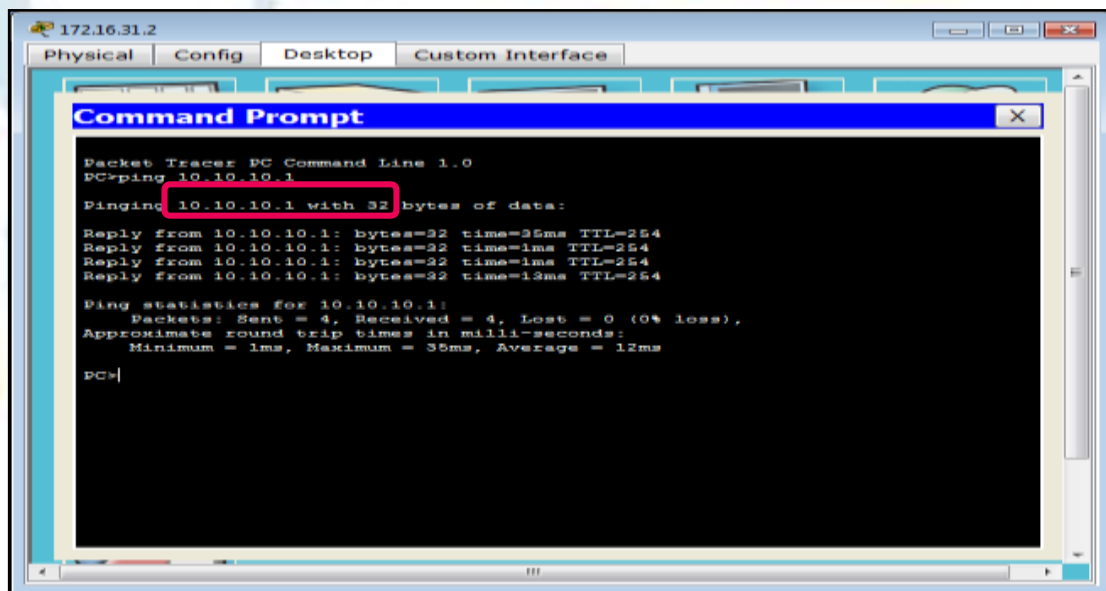 172.16.31.2
Physical Config Desktop Custom Interface
Command Prompt
Packet Tracer PC Command Line 1.0
PC>ping 10.10.10.1
Pinging 10.10.10.1 with 32 bytes of data:
Reply from 10.10.10.1: bytes=32 time=35ms TTL=254
Reply from 10.10.10.1: bytes=32 time=1ms TTL=254
Reply from 10.10.10.1: bytes=32 time=1ms TTL=254
Reply from 10.10.10.1: bytes=32 time=13ms TTL=254
Ping statistics for 10.10.10.1:
Packets: Sent = 4, Received = 4, Lost = 0 (0% loss),
Approximate round trip times in milli-seconds:
Minimum = 1ms, Maximum = 35ms, Average = 12ms
PC>